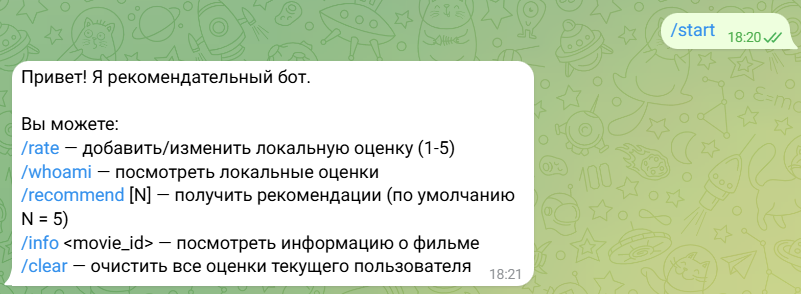 /start
18:20
Привет! Я рекомендательный бот.
Вы можете:
/rate — добавить/изменить локальную оценку (1-5)
/whoami — посмотреть локальные оценки
/recommend [N] — получить рекомендации (по умолчанию
N = 5)
/info <movie_id> — посмотреть информацию о фильме
/clear — очистить все оценки текущего пользователя
18:21